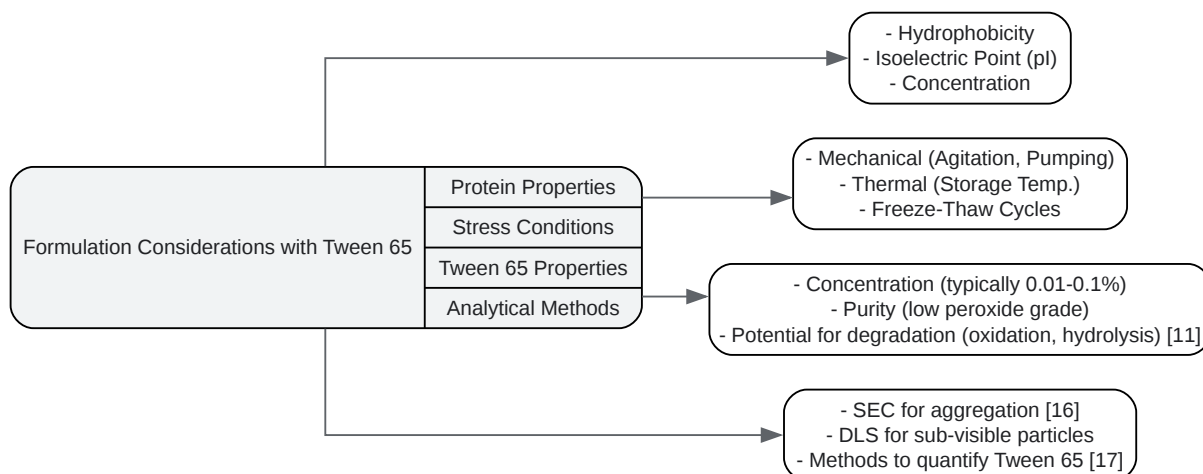 Formulation Considerations with Tween 65
Protein Properties
Stress Conditions
Tween 65 Properties
Analytical Methods
- Hydrophobicity
- Isoelectric Point (pI)
- Concentration
- Mechanical (Agitation, Pumping)
- Thermal (Storage Temp.)
- Freeze-Thaw Cycles
- Concentration (typically 0.01-0.1%)
- Purity (low peroxide grade)
- Potential for degradation (oxidation, hydrolysis) [11]
- SEC for aggregation [16]
- DLS for sub-visible particles
- Methods to quantify Tween 65 [17]